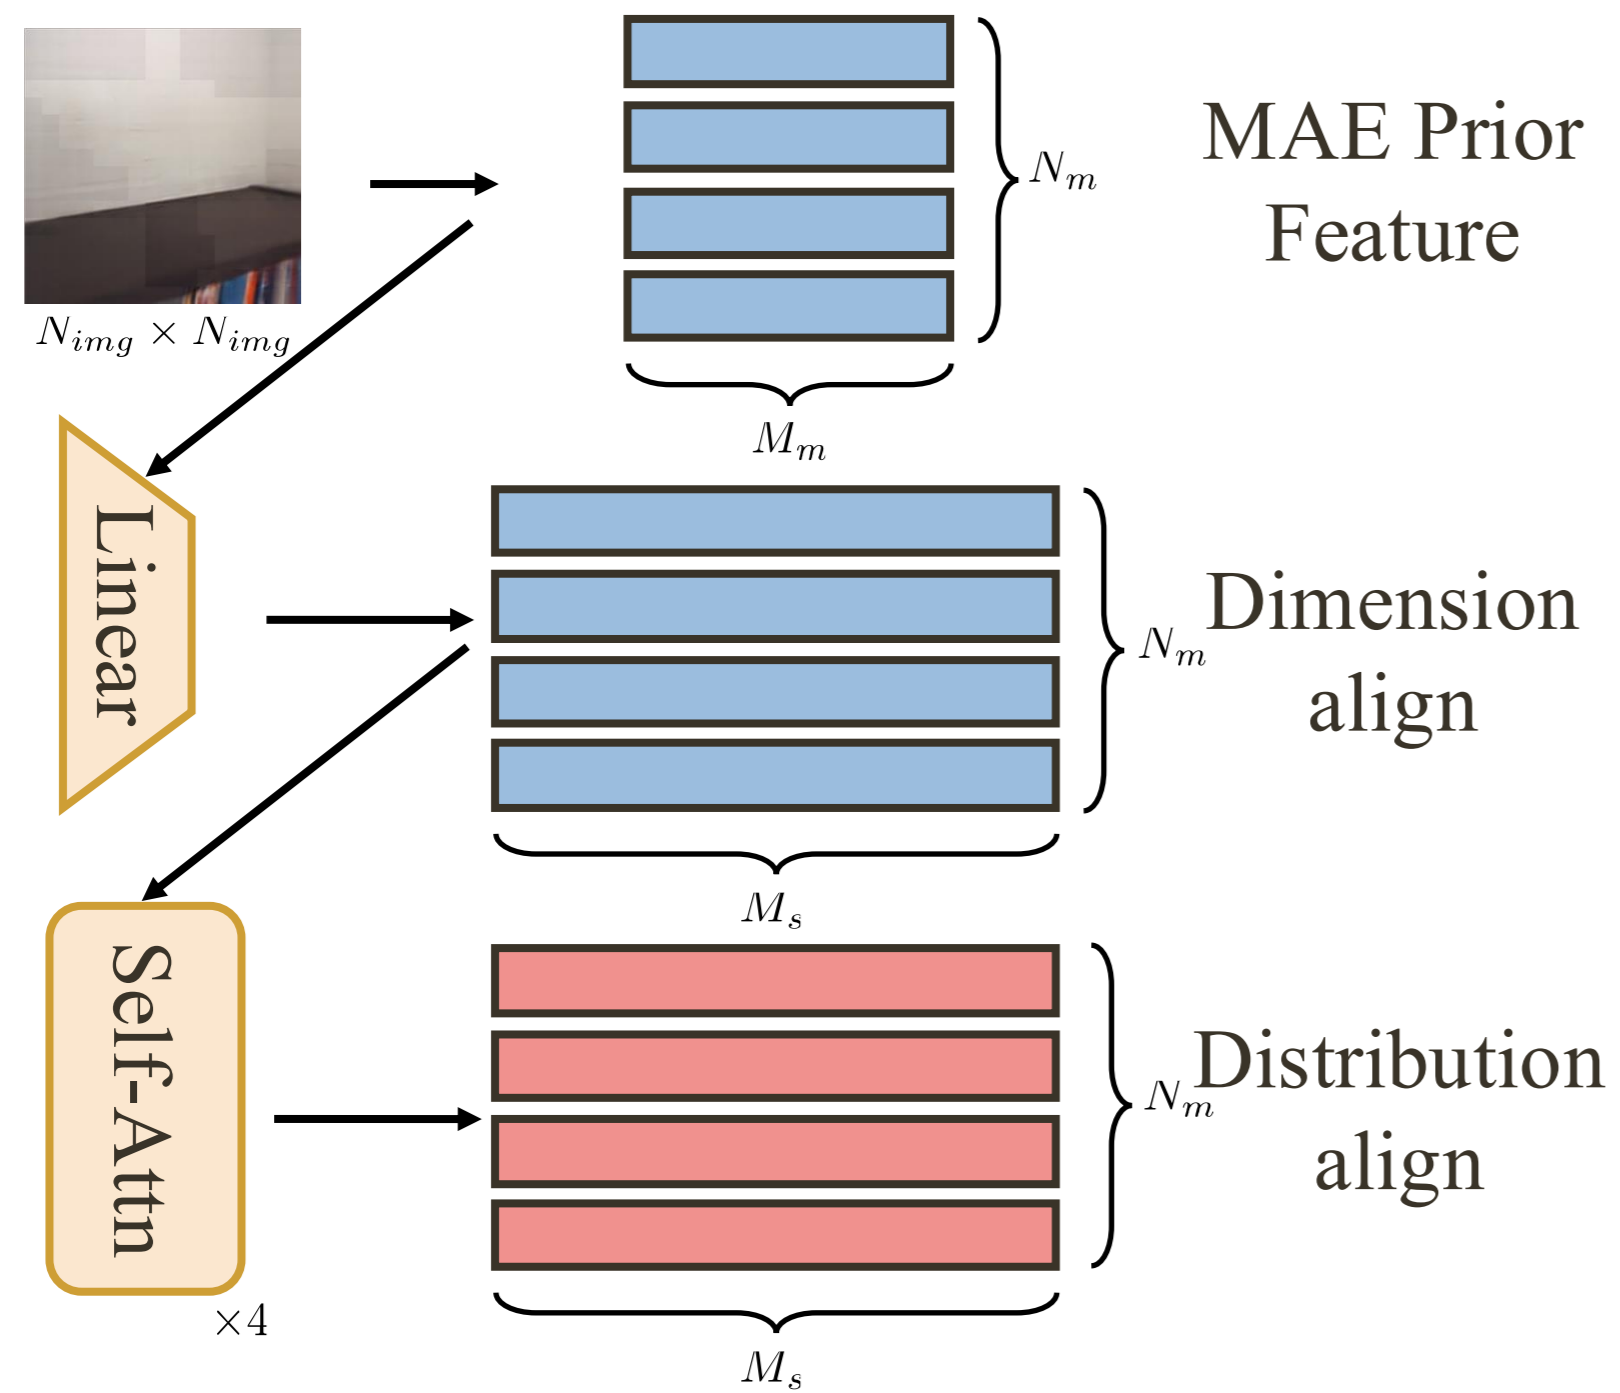 N_m
MAE Prior
Feature
N_img × N_img
M_m
Linear
N_m
Dimension
align
M_s
Self-Attn
×4
N_m
Distribution
align
M_s